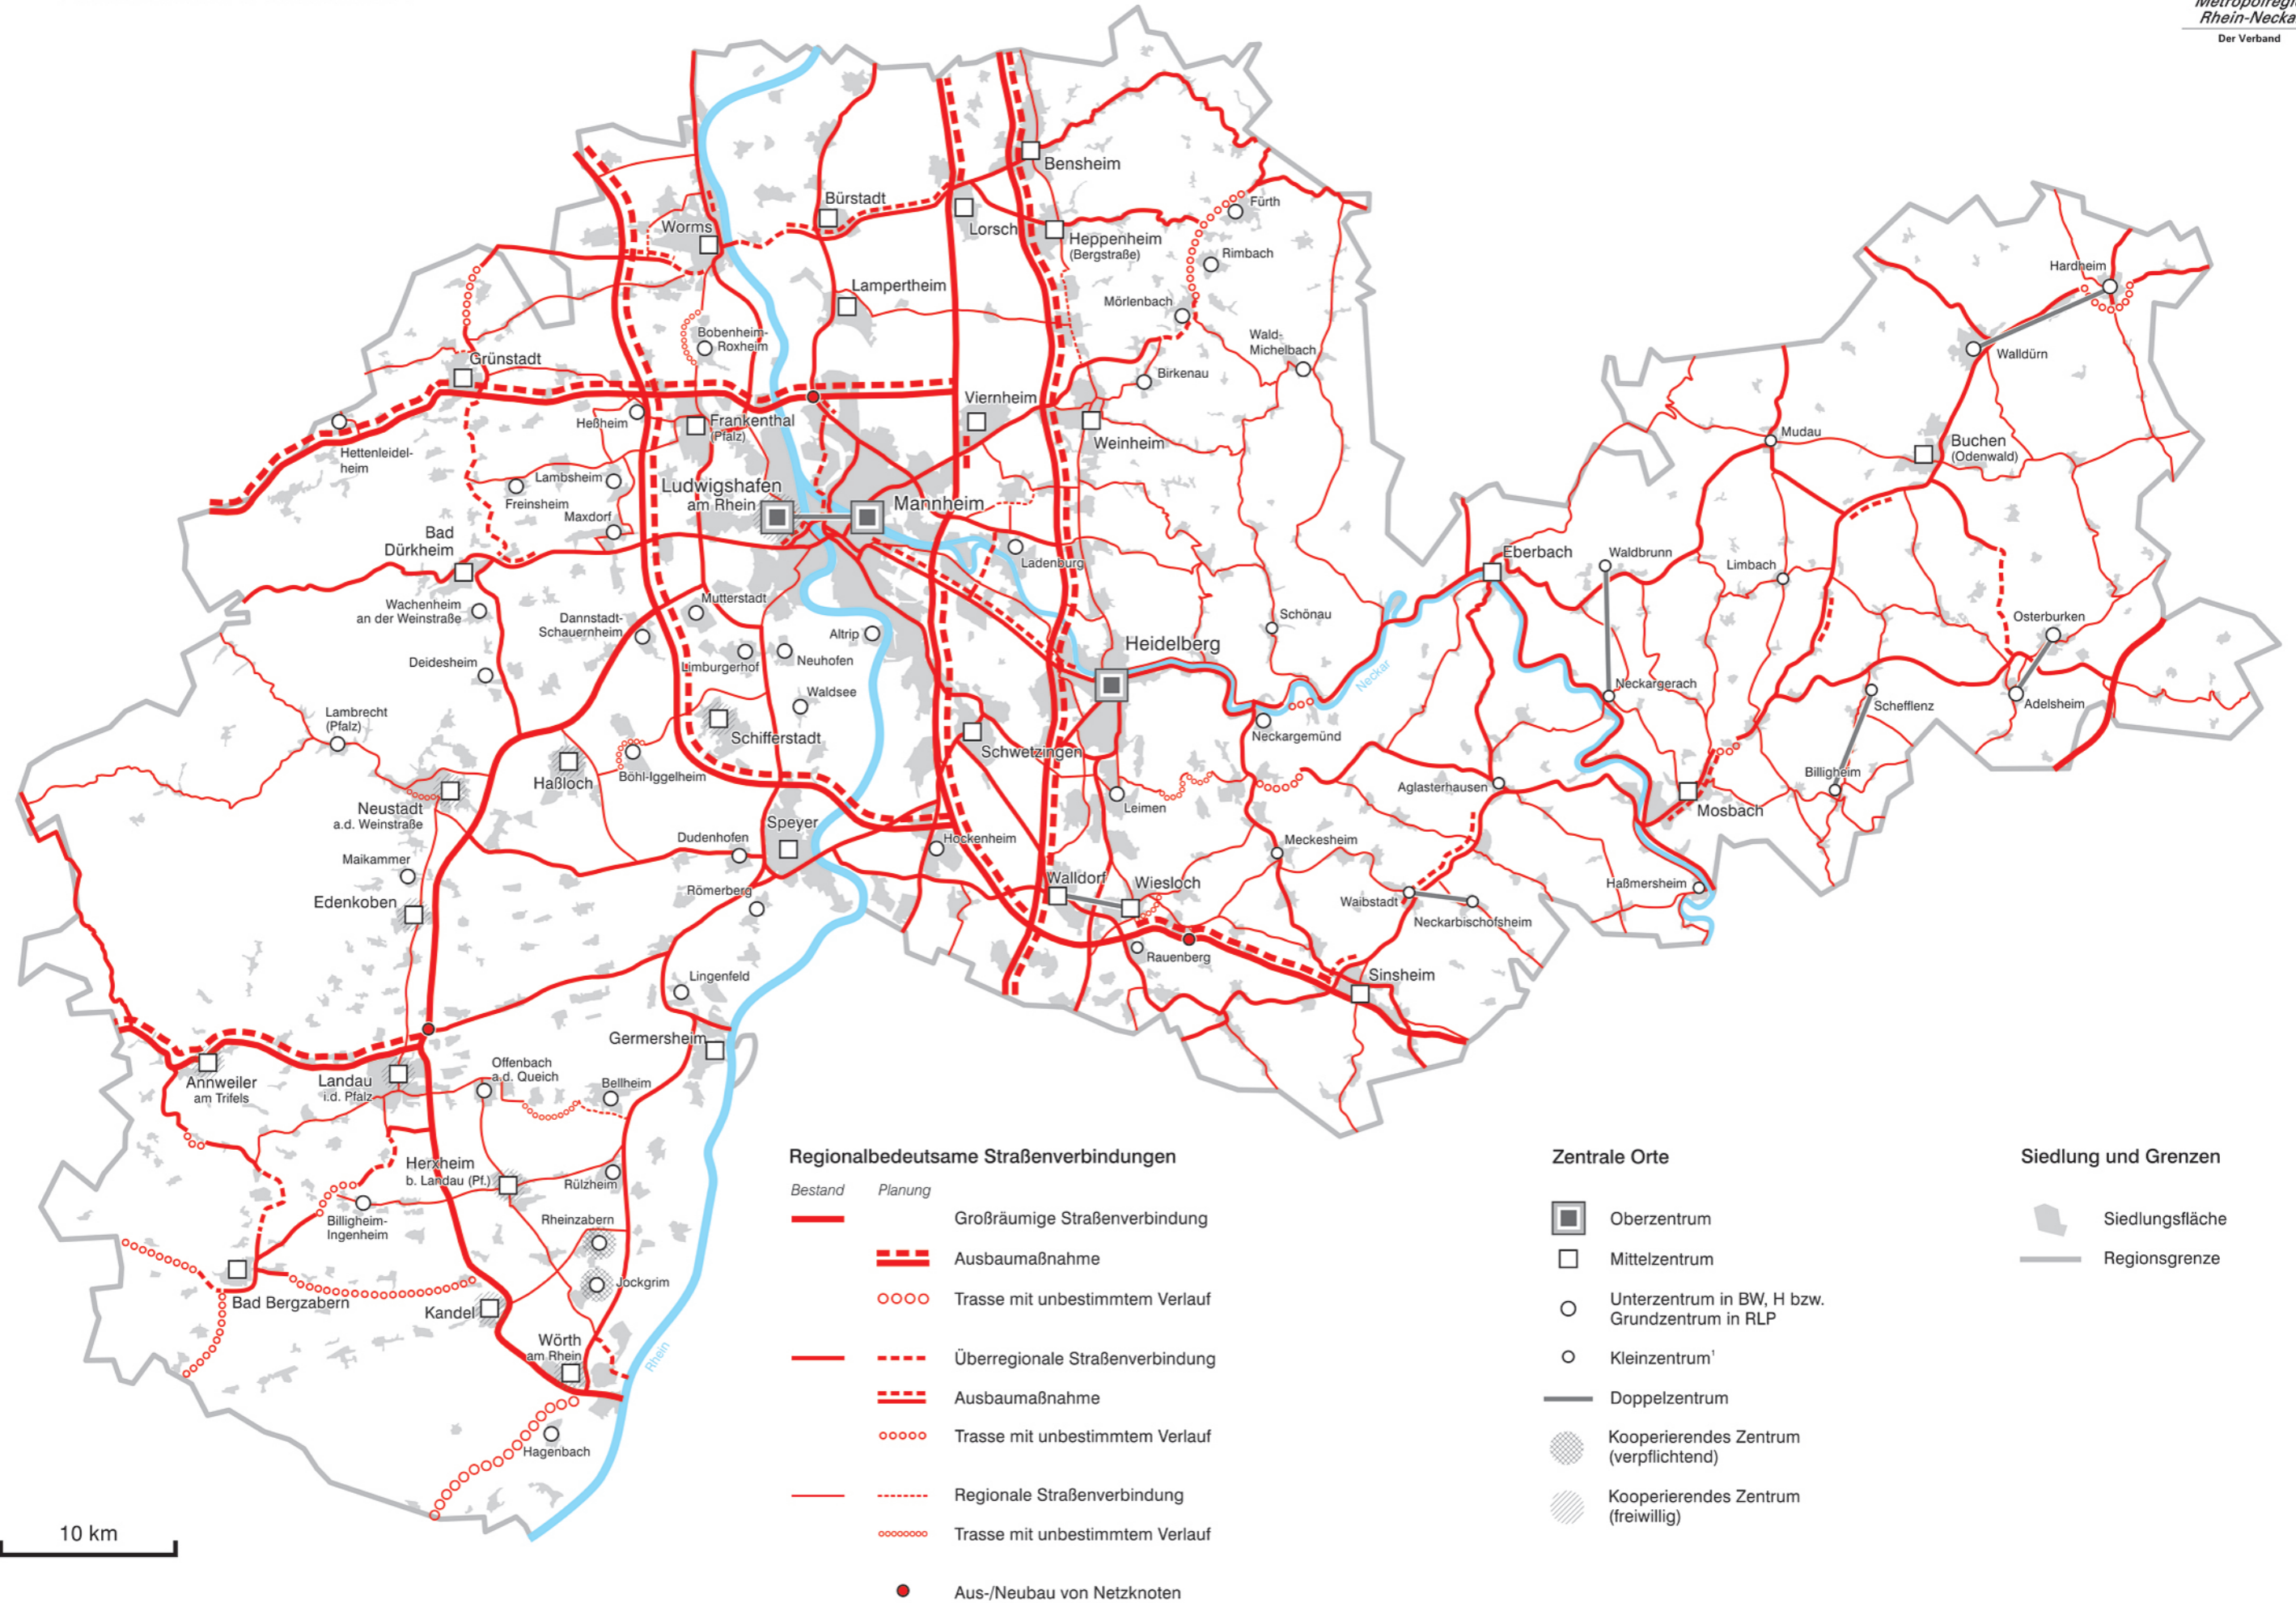 Rhein-Necka
Der Verband
Bensheim
Bürstadt
Fürth
Worms
Lorsch
Heppenheim
(Bergstraße)
Rimbach
Hardheim
Lampertheim
Mörlenbach
Bobenheim-
Roxheim
Wald-
Michelbach
Grünstadt
Walldürn
Birkenau
Viernheim
Heßheim
Frankenthal
(Pfalz)
Weinheim
Mudau
Buchen
(Odenwald)
Hettenleidel-
heim
Lambsheim
Ludwigshafen
am Rhein
Mannheim
Freinsheim
Maxdorf
Bad
Dürkheim
Eberbach
Waldbrunn
Ladenburg
Limbach
Mutterstadt
Wachenheim
an der Weinstraße
Dannstadt-
Schauernheim
Altrip
Schönau
Osterburken
Heidelberg
Deidesheim
Limburgerhof
Neuhofen
Neckar
Waldsee
Neckargerach
Schefflenz
Adelsheim
Lambrecht
(Pfalz)
Schifferstadt
Neckargemünd
Schwetzingen
Haßloch
Böhl-Iggelheim
Billigheim
Aglasterhausen
Leimen
Neustadt
a.d. Weinstraße
Mosbach
Speyer
Dudenhofen
Hockenheim
Meckesheim
Maikammer
Walldorf
Wiesloch
Haßmersheim
Römerberg
Edenkoben
Waibstadt
Neckarbischofsheim
Rauenberg
Lingenfeld
Sinsheim
Germersheim
Annweiler
am Trifels
Landau
i.d. Pfalz
Offenbach
a.d. Queich
Bellheim
Herxheim
b. Landau (Pf.)
Rülzheim
Billigheim-
Ingenheim
Rheinzabern
Jockgrim
Bad Bergzabern
Kandel
Wörth
am Rhein
Rhein
Hagenbach
10 km
Regionalbedeutsame Straßenverbindungen
Bestand Planung
Großräumige Straßenverbindung
Ausbaumaßnahme
Trasse mit unbestimmtem Verlauf
Überregionale Straßenverbindung
Ausbaumaßnahme
Trasse mit unbestimmtem Verlauf
Regionale Straßenverbindung
Trasse mit unbestimmtem Verlauf
Aus-/Neubau von Netzknoten
Zentrale Orte
Oberzentrum
Mittelzentrum
Unterzentrum in BW, H bzw.
Grundzentrum in RLP
Kleinzentrum¹
Doppelzentrum
Kooperierendes Zentrum
(verpflichtend)
Kooperierendes Zentrum
(freiwillig)
Siedlung und Grenzen
Siedlungsfläche
Regionsgrenze